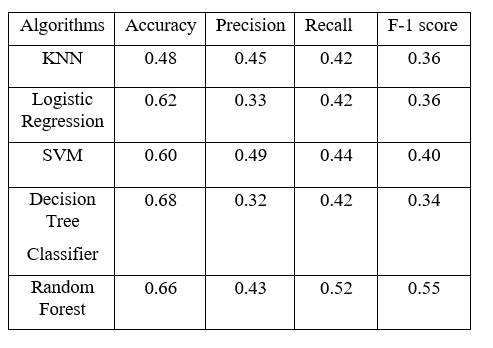 Algorithms Accuracy Precision Recall F-1 score
KNN 0.48 0.45 0.42 0.36
Logistic 0.62 0.33 0.42 0.36
Regression
SVM 0.60 0.49 0.44 0.40
Decision 0.68 0.32 0.42 0.34
Tree
Classifier
Random 0.66 0.43 0.52 0.55
Forest